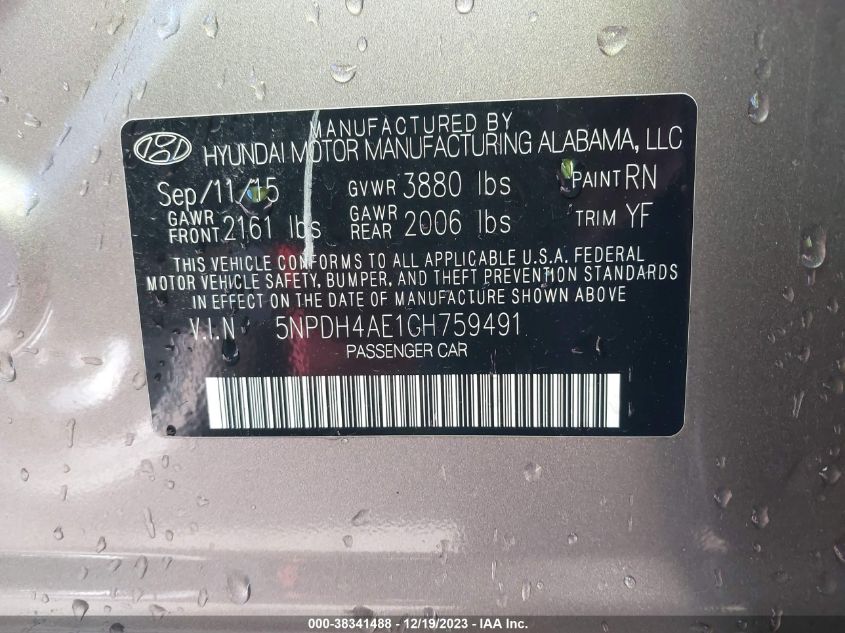 MANUFACTURED BY
HYUNDAI MOTOR MANUFACTURING ALABAMA, LLC
Sep/11/15 GVWR 3880 lbs PAINT RN
GAWR FRONT 2161 lbs GAWR REAR 2006 lbs TRIM YF
THIS VEHICLE CONFORMS TO ALL APPLICABLE U.S.A. FEDERAL
MOTOR VEHICLE SAFETY, BUMPER, AND THEFT PREVENTION STANDARDS
IN EFFECT ON THE DATE OF MANUFACTURE SHOWN ABOVE
V.I.N 5NPDH4AE1GH759491
PASSENGER CAR
000-38341488 - 12/19/2023 - IAA Inc.